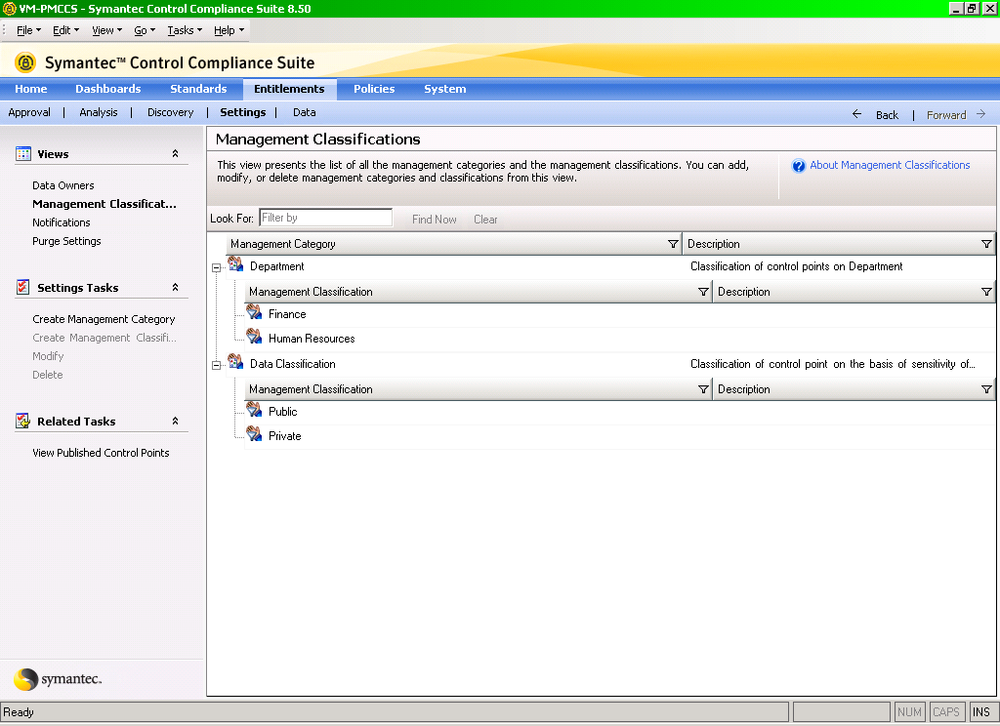 VM-PMCCS - Symantec Control Compliance Suite 8.50
File Edit View Go Tasks Help
Symantec™ Control Compliance Suite
Home Dashboards Standards Entitlements Policies System
Approval | Analysis | Discovery | Settings | Data
Back | Forward
Views
Data Owners
Management Classificat...
Notifications
Purge Settings
Settings Tasks
Create Management Category
Create Management Classifi...
Modify
Delete
Related Tasks
View Published Control Points
symantec.
Management Classifications
This view presents the list of all the management categories and the management classifications. You can add,
modify, or delete management categories and classifications from this view.
About Management Classifications
Look For: Filter by Find Now Clear
Management Category Description
Department Classification of control points on Department
Management Classification Description
Finance
Human Resources
Data Classification Classification of control point on the basis of sensitivity of...
Management Classification Description
Public
Private
Ready NUM CAPS INS